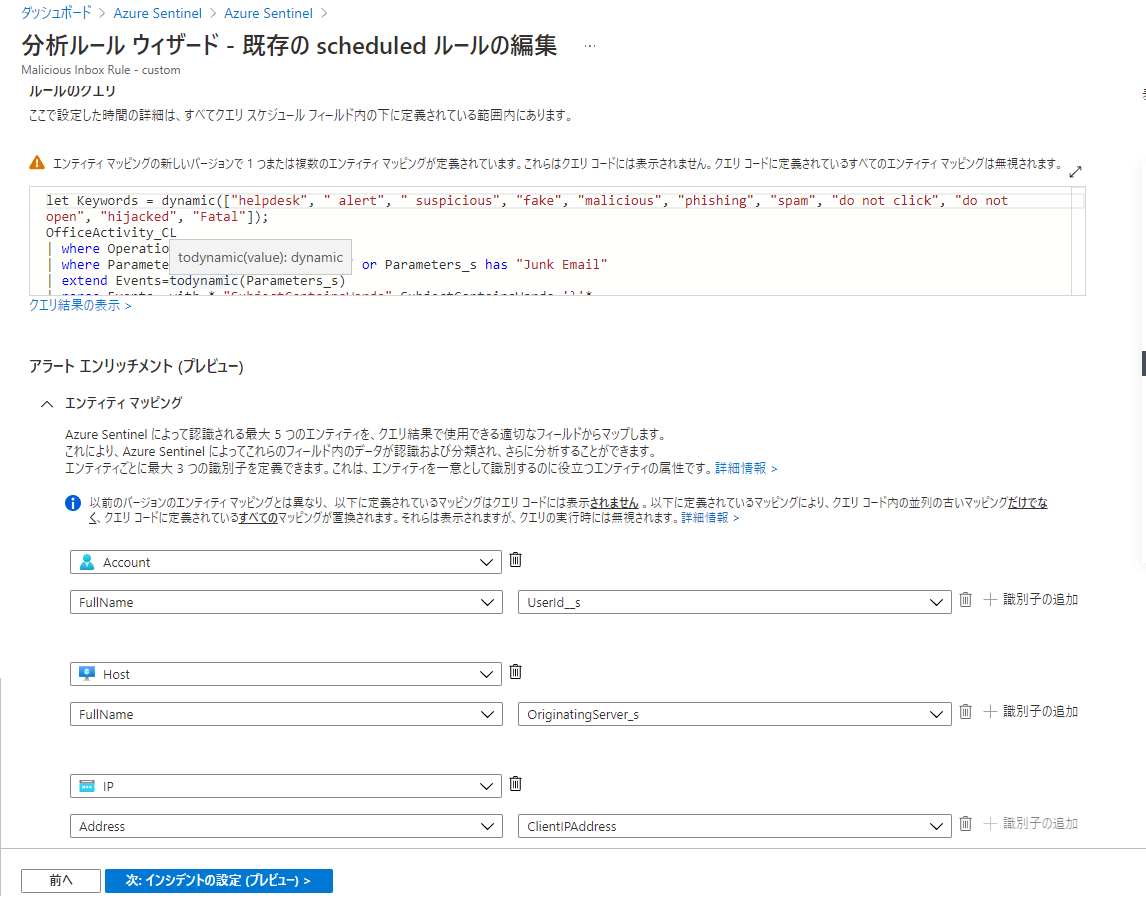 ダッシュボード > Azure Sentinel > Azure Sentinel >
分析ルール ウィザード - 既存の scheduled ルールの編集 ...
Malicious Inbox Rule - custom
ルールのクエリ
ここで設定した時間の詳細は、すべてクエリ スケジュール フィールド内の下に定義されている範囲内にあります。
エンティティ マッピングの新しいバージョンで 1 つまたは複数のエンティティ マッピングが定義されています。これらはクエリ コードには表示されません。クエリ コードに定義されているすべてのエンティティ マッピングは無視されます。
let Keywords = dynamic(["helpdesk", " alert", " suspicious", "fake", "malicious", "phishing", "spam", "do not click", "do not
open", "hijacked", "Fatal"]);
OfficeActivity_CL
| where Operatio
todynamic(value): dynamic
| where Paramete or Parameters_s has "Junk Email"
| extend Events=todynamic(Parameters_s)
| parse Events with * "SubjectContainsWords" SubjectContainsWords '}'*
クエリ結果の表示 >
アラート エンリッチメント (プレビュー)
エンティティ マッピング
Azure Sentinel によって認識される最大 5 つのエンティティを、クエリ結果で使用できる適切なフィールドからマップします。
これにより、Azure Sentinel によってこれらのフィールド内のデータが認識および分類され、さらに分析することができます。
エンティティごとに最大 3 つの識別子を定義できます。これは、エンティティを一意として識別するのに役立つエンティティの属性です。詳細情報 >
以前のバージョンのエンティティ マッピングとは異なり、以下に定義されているマッピングはクエリ コードには表示されません 。以下に定義されているマッピングにより、クエリ コード内の並列の古いマッピングだけでな
く、クエリ コードに定義されているすべてのマッピングが置換されます。それらは表示されますが、クエリの実行時には無視されます。詳細情報 >
Account
FullName UserId__s + 識別子の追加
Host
FullName OriginatingServer_s + 識別子の追加
IP
Address ClientIPAddress + 識別子の追加
前へ 次: インシデントの設定 (プレビュー) >